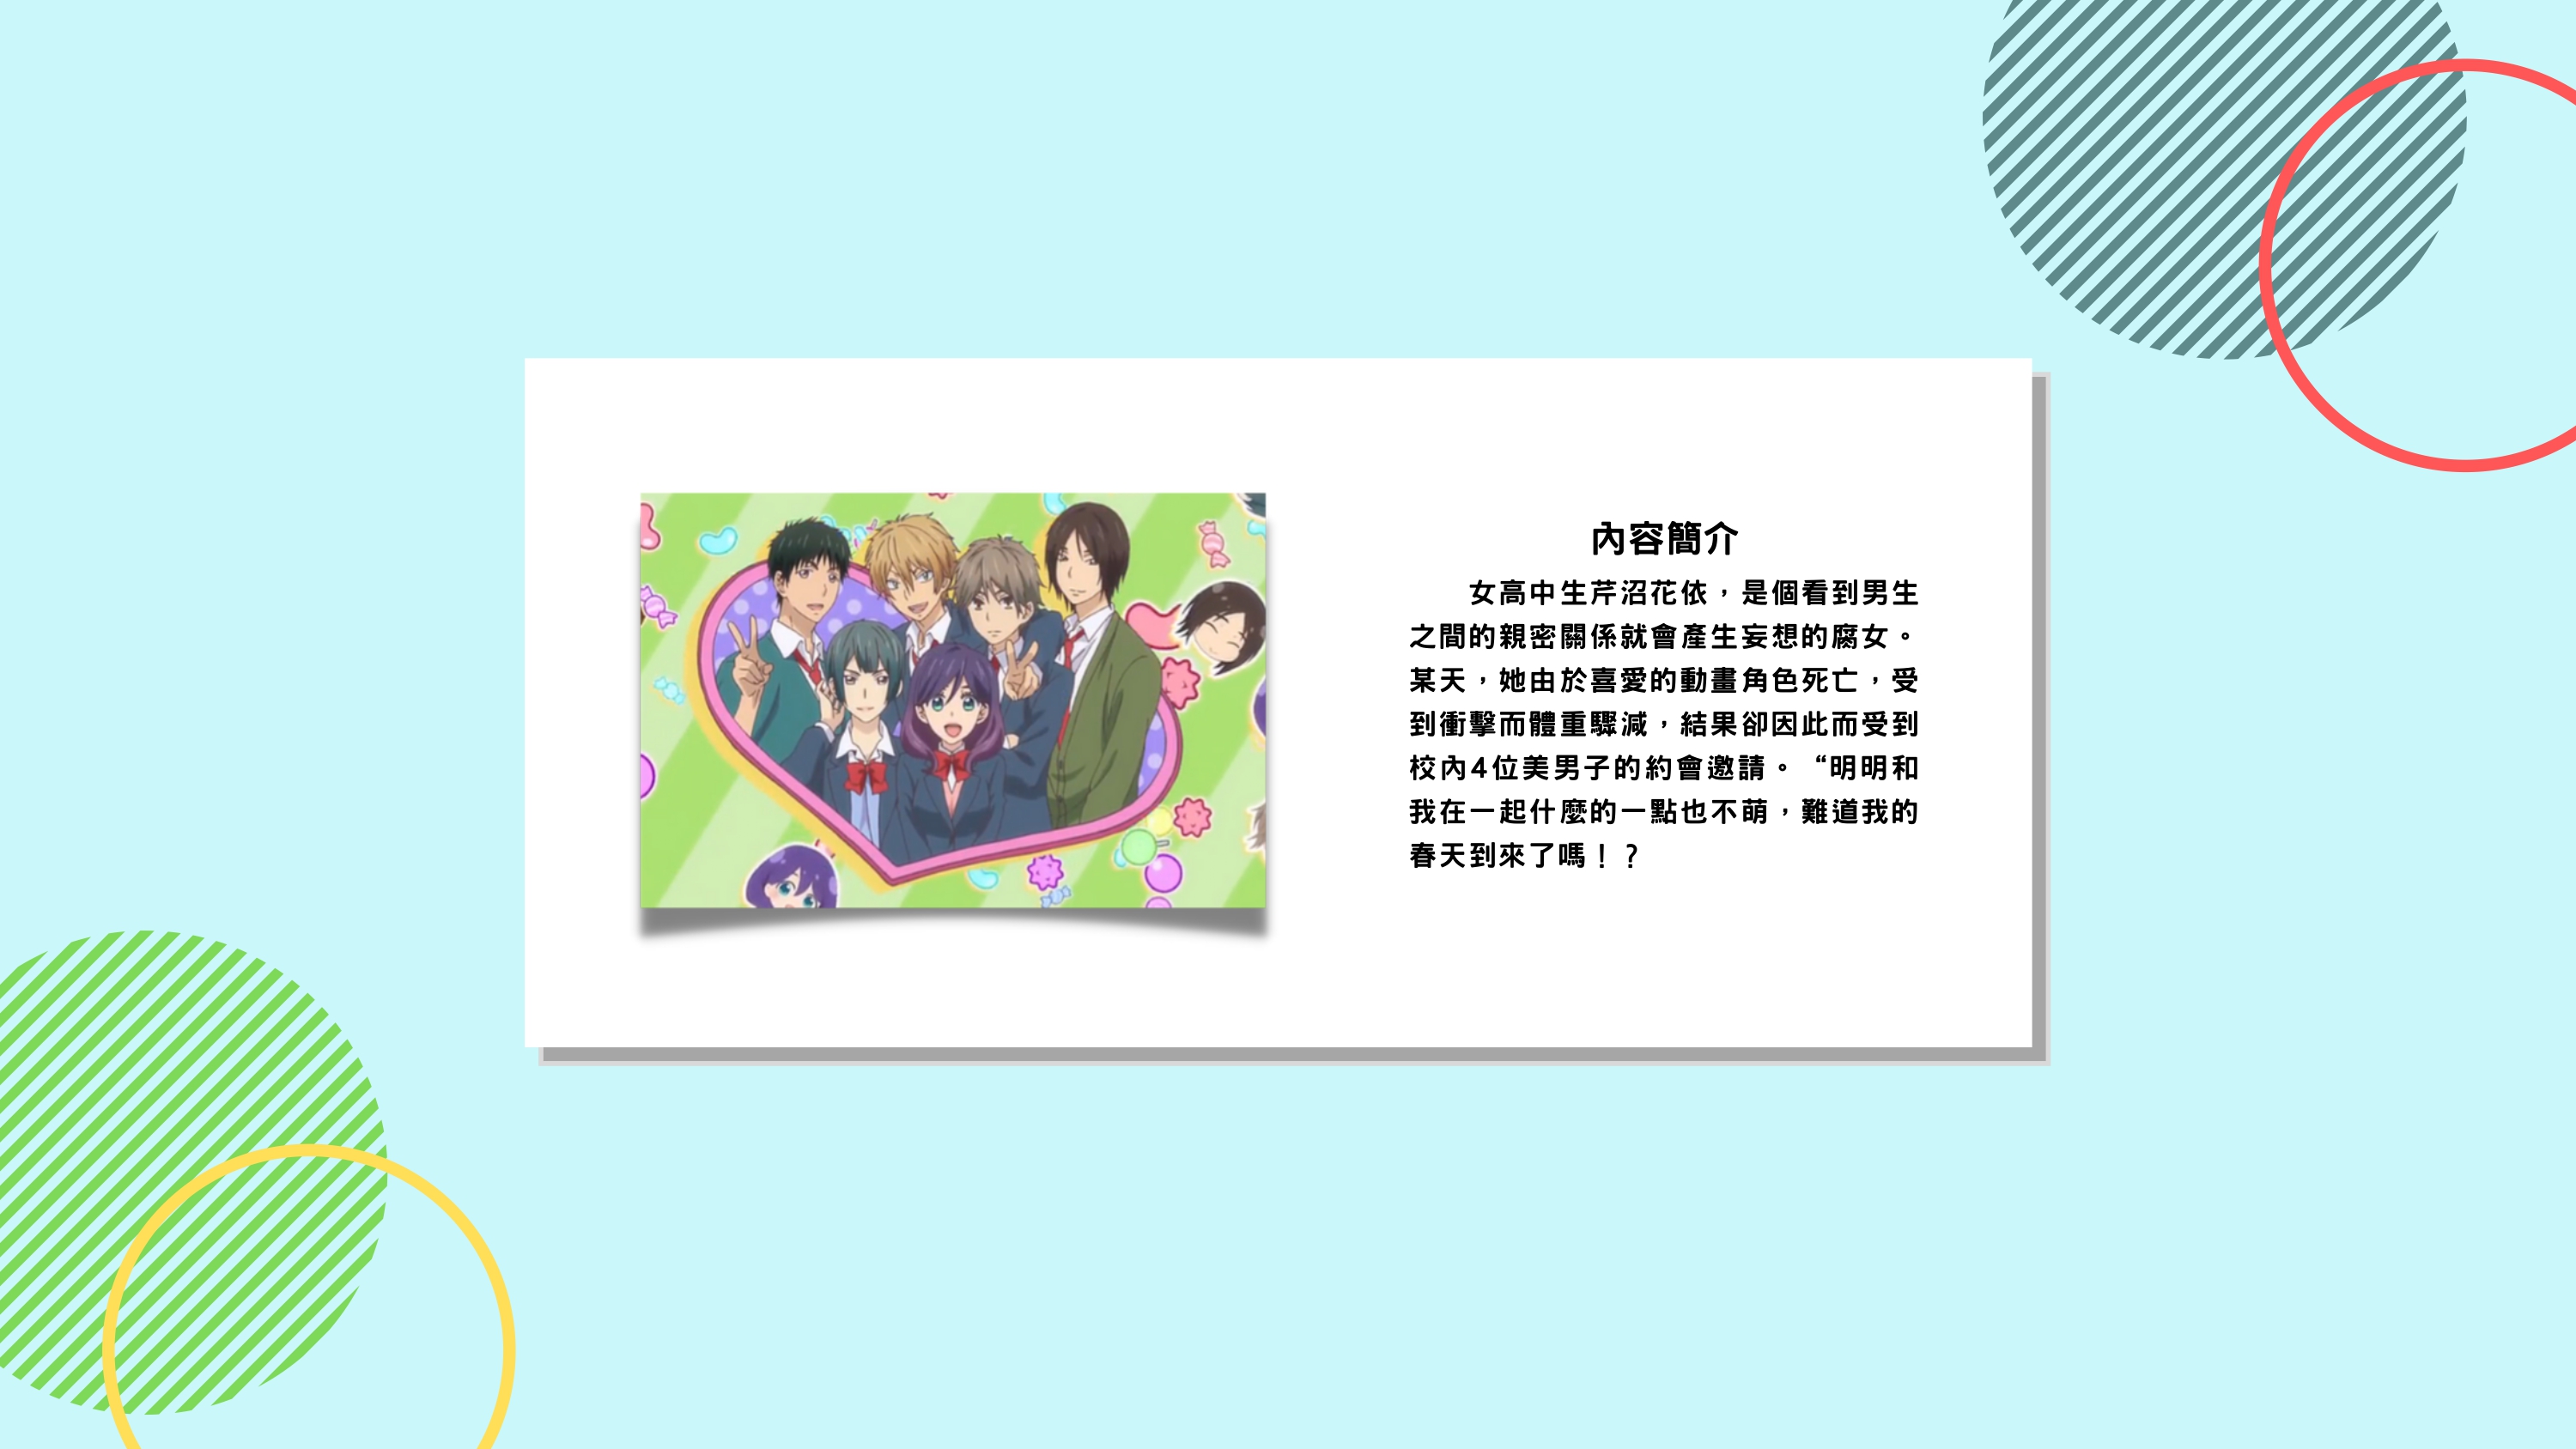 內容簡介
女高中生芹沼花依，是個看到男生
之間的親密關係就會產生妄想的腐女。
某天，她由於喜愛的動畫角色死亡，受
到衝擊而體重驟減，結果卻因此而受到
校內4位美男子的約會邀請。“明明和
我在一起什麼的一點也不萌，難道我的
春天到來了嗎！？